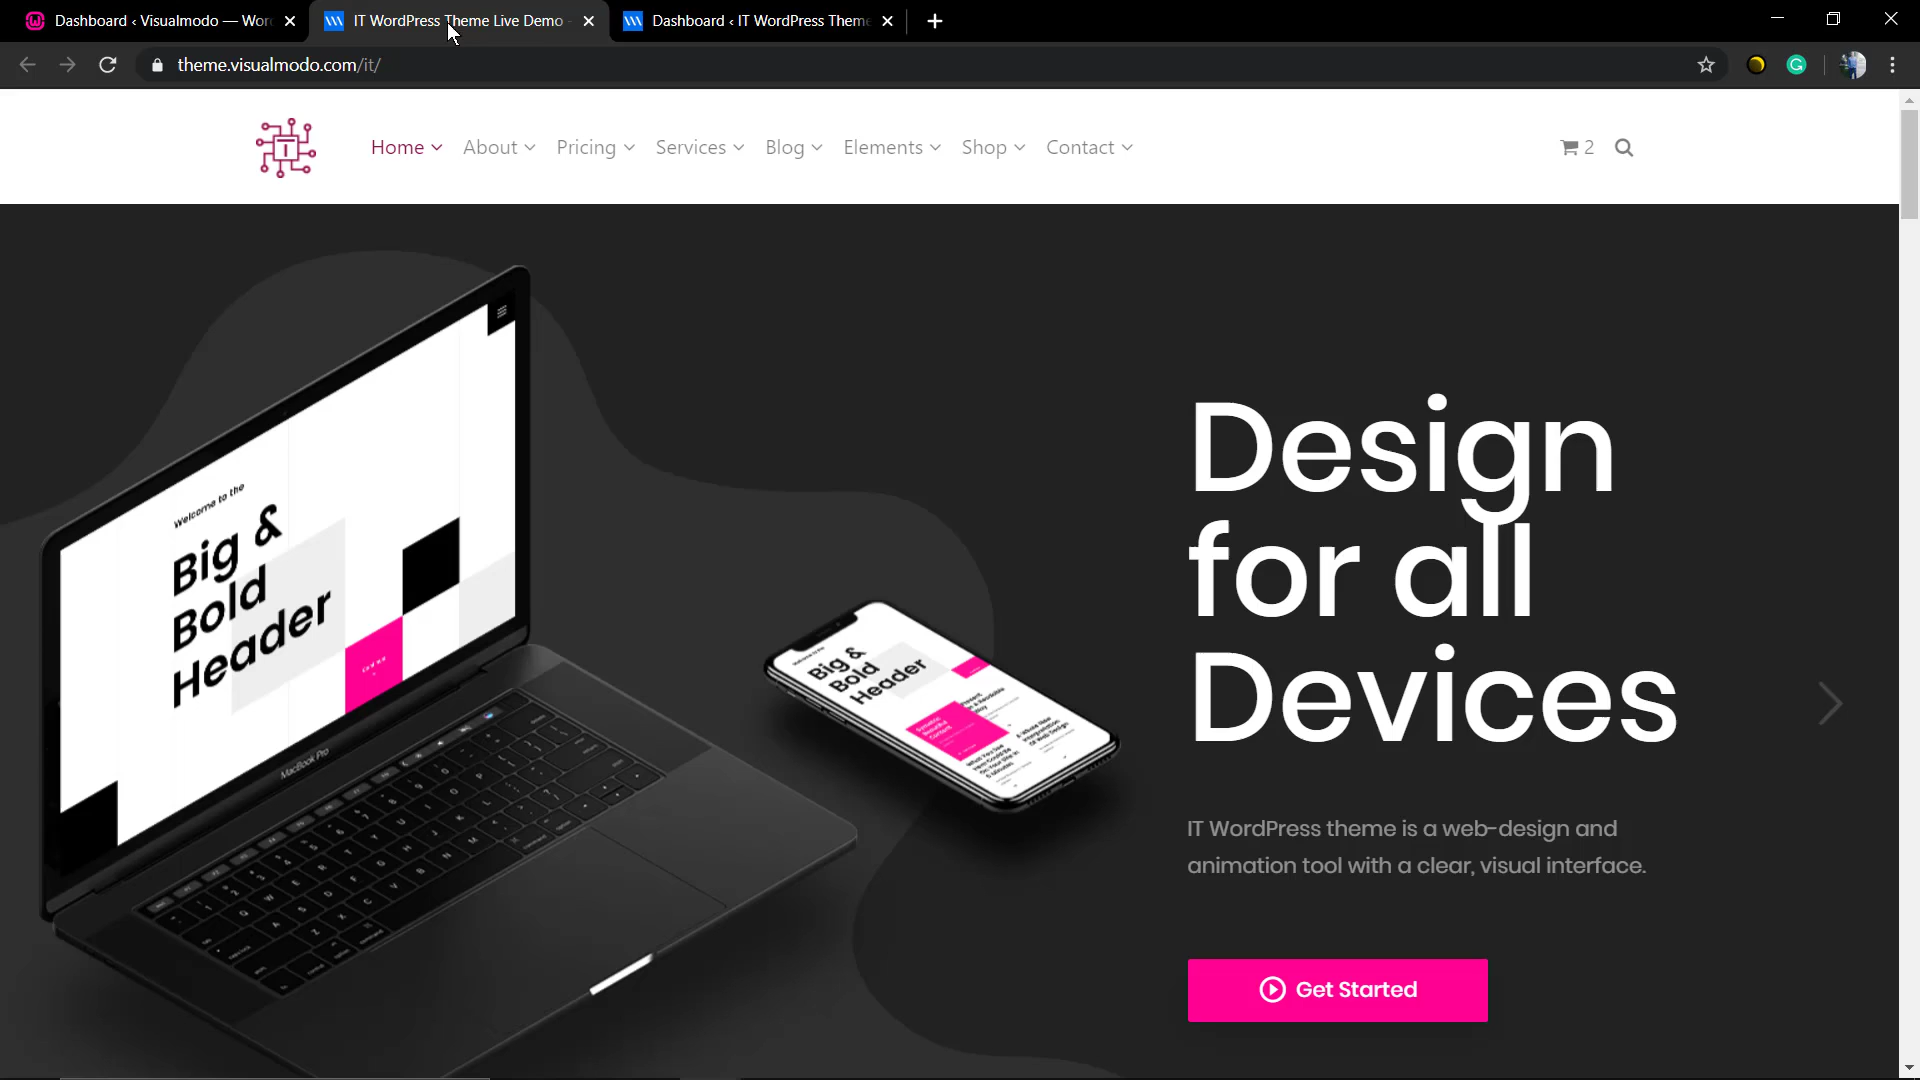 Dashboard ‹ Visualmodo — Wor
IT WordPress Theme Live Demo -
Dashboard ‹ IT WordPress Theme
theme.visualmodo.com/it/
Home
About
Pricing
Services
Blog
Elements
Shop
Contact
2
Design
for all
Devices
IT WordPress theme is a web-design and
animation tool with a clear, visual interface.
Get Started
Welcome to the
Big &
Bold
Header
MacBook Pro
Big &
Bold
Header